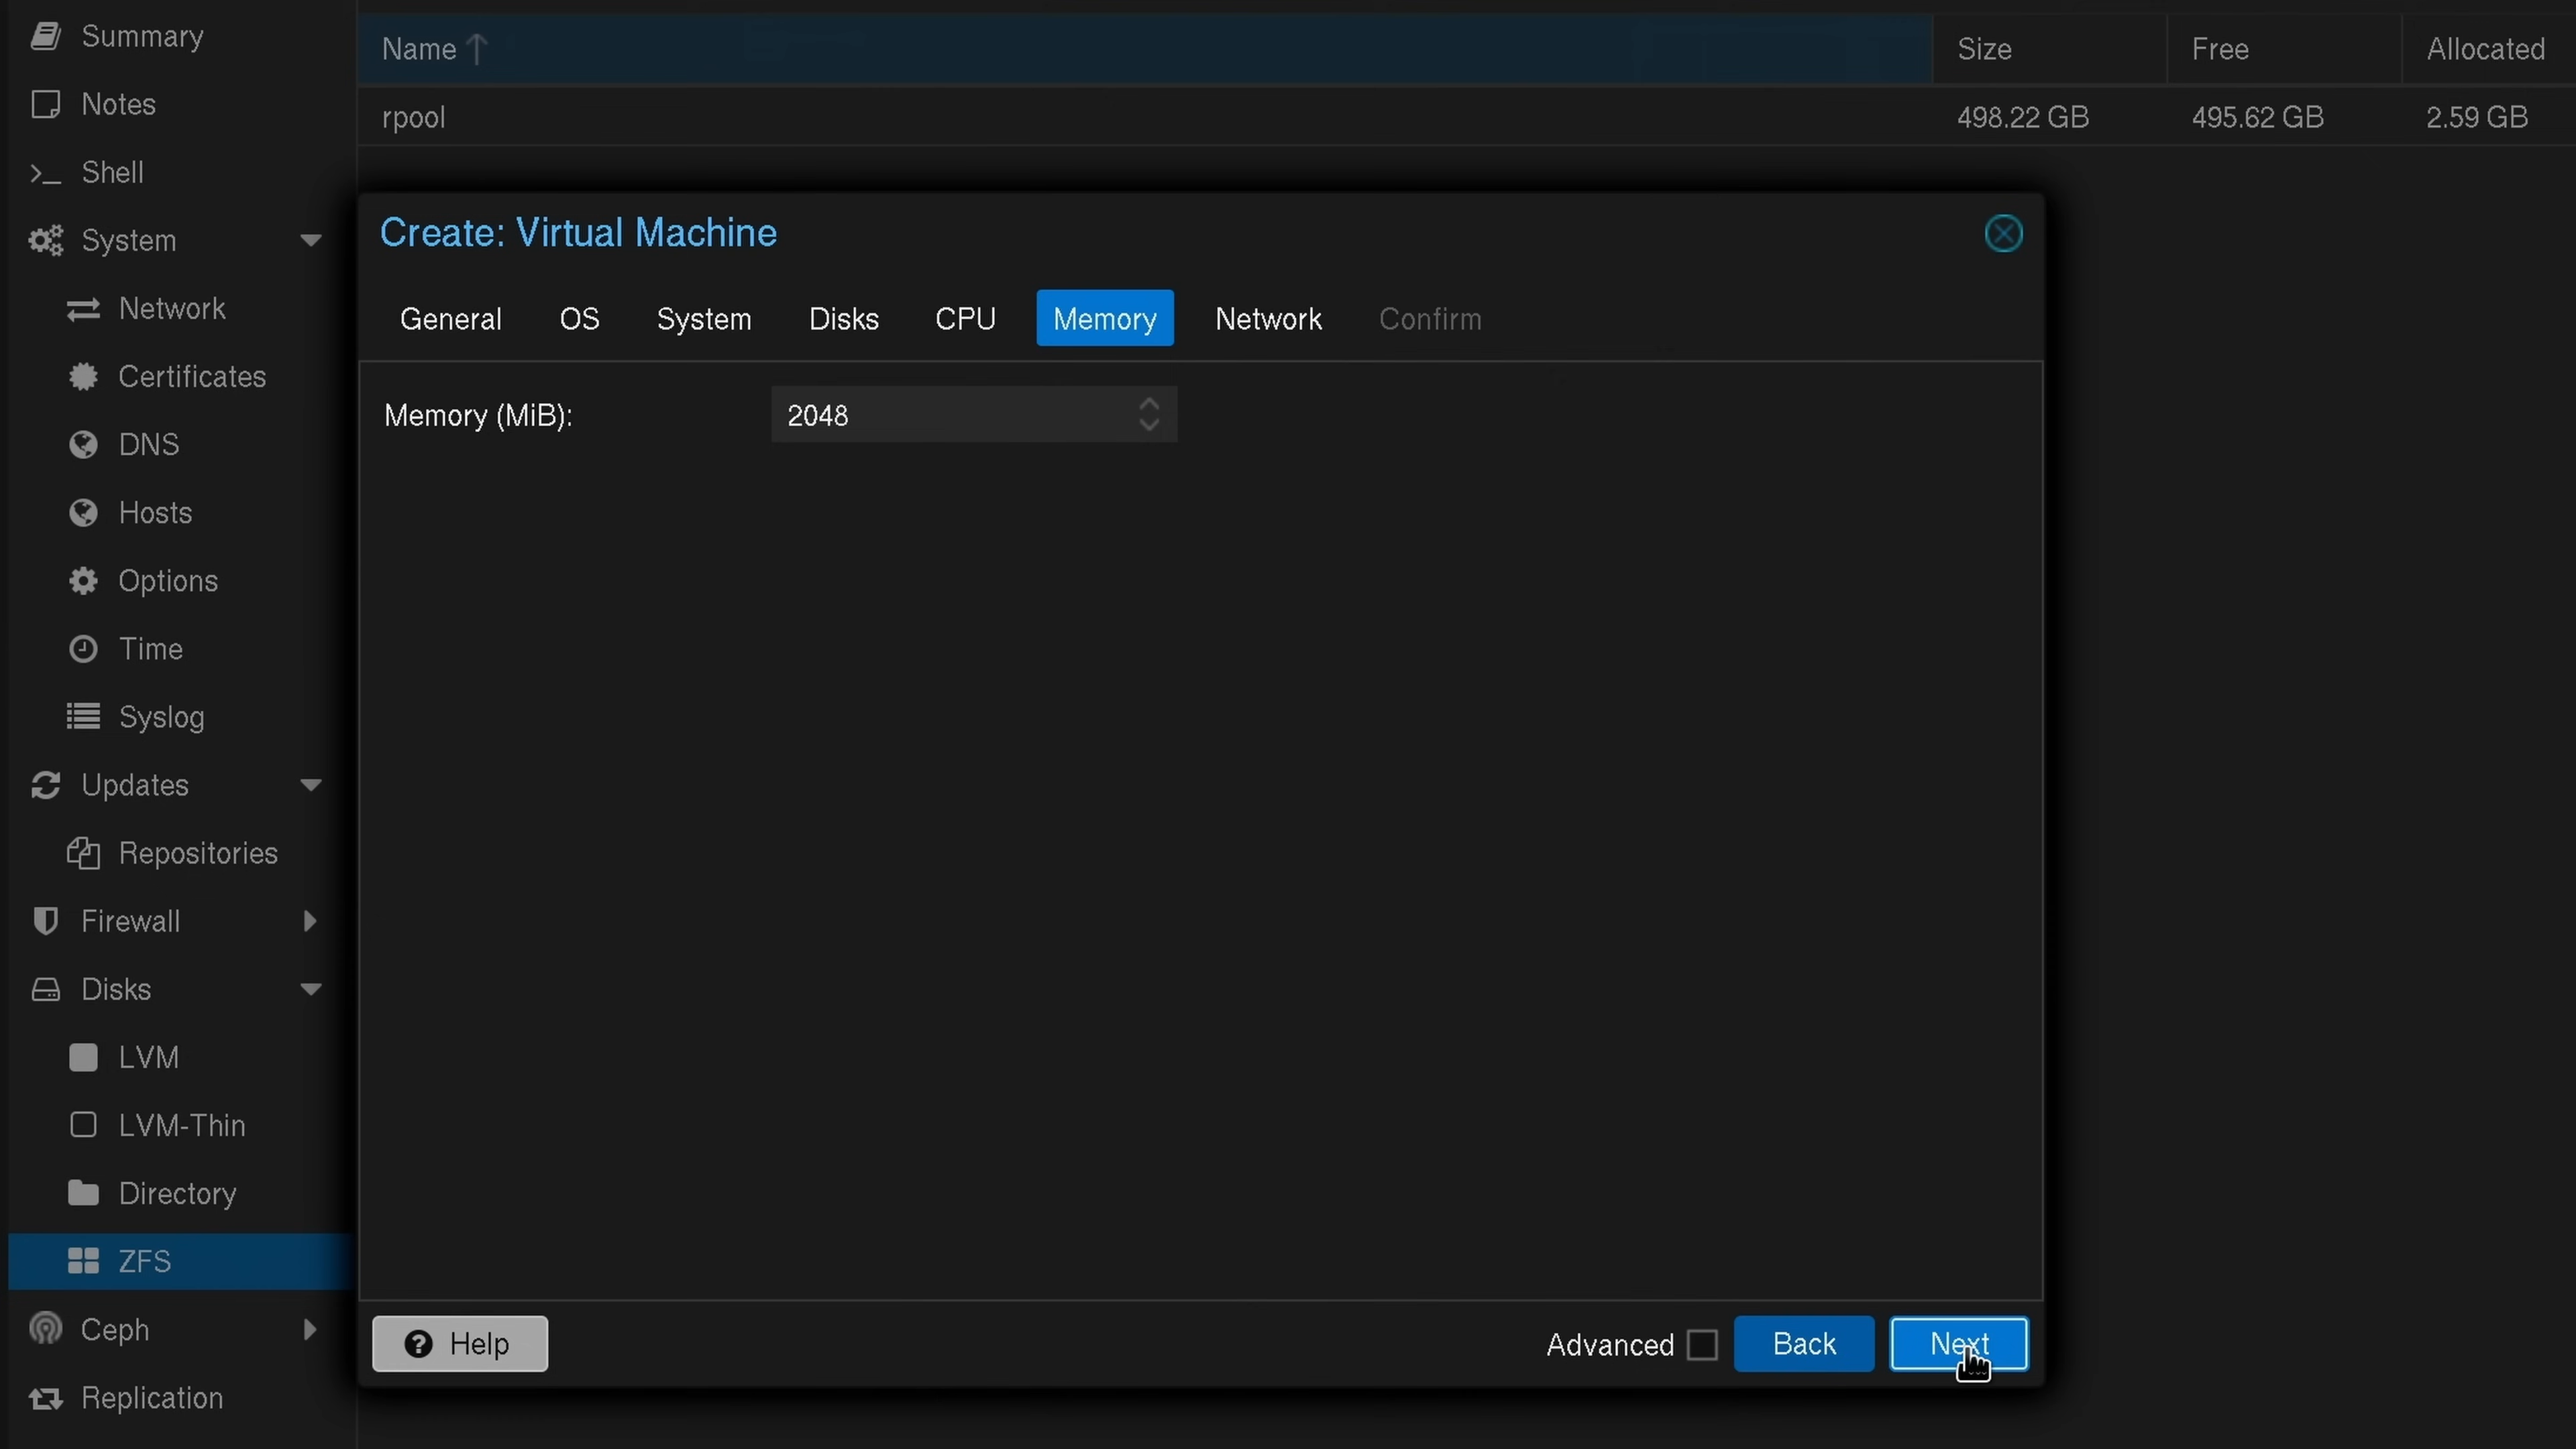 Summary
Notes
Shell
System
Network
Certificates
DNS
Hosts
Options
Time
Syslog
Updates
Repositories
Firewall
Disks
LVM
LVM-Thin
Directory
ZFS
Ceph
Replication
Name Size Free Allocated
rpool 498.22 GB 495.62 GB 2.59 GB
Create: Virtual Machine
General OS System Disks CPU Memory Network Confirm
Memory (MiB): 2048
Help Advanced Back Next